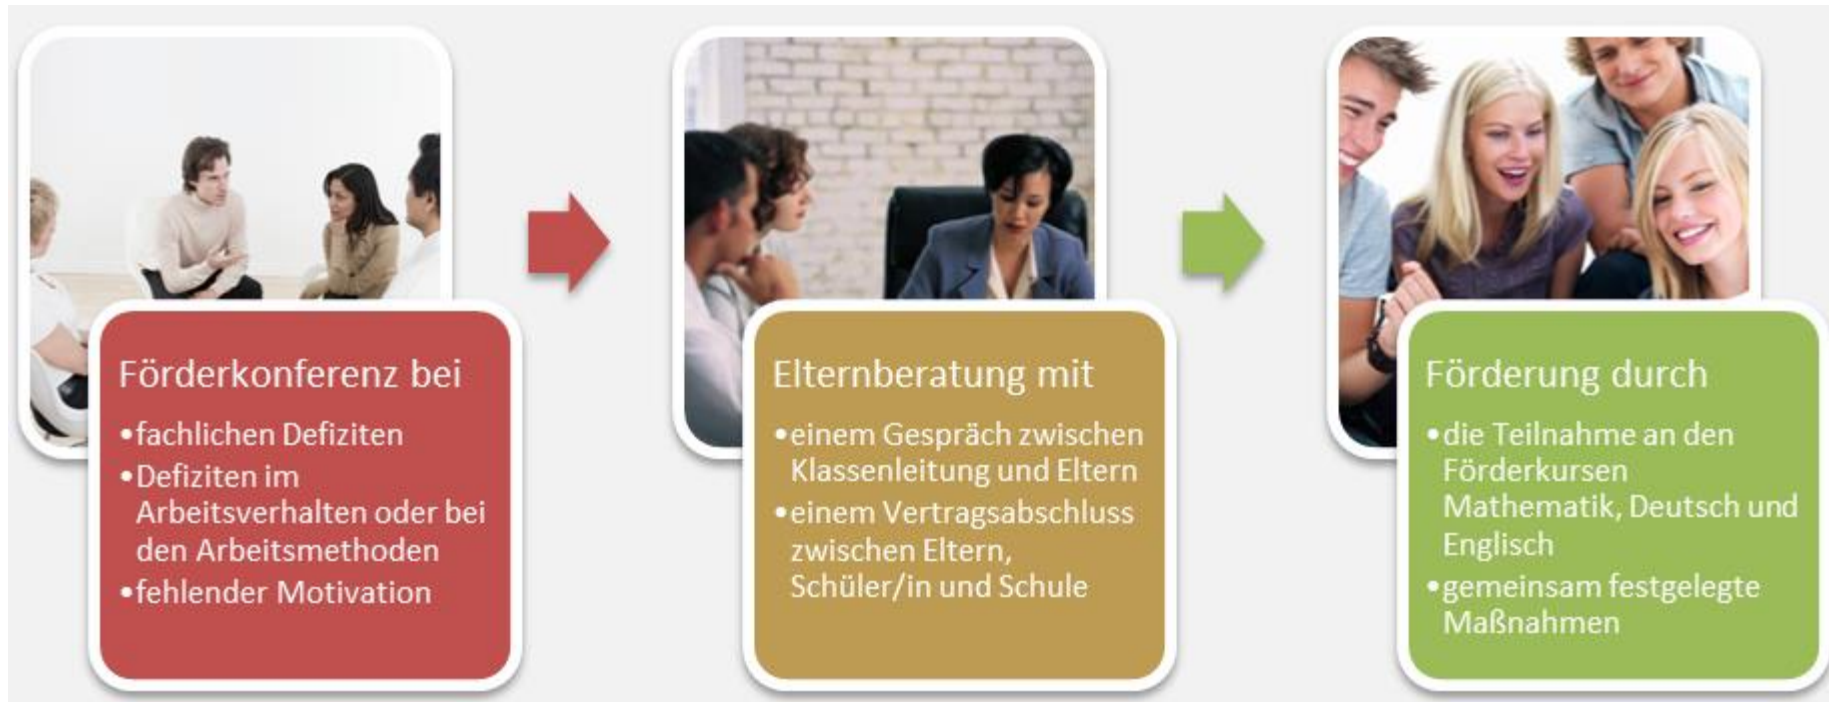 Förderkonferenz bei
•fachlichen Defiziten
•Defiziten im
Arbeitsverhalten oder bei
den Arbeitsmethoden
•fehlender Motivation
Elternberatung mit
•einem Gespräch zwischen
Klassenleitung und Eltern
•einem Vertragsabschluss
zwischen Eltern,
Schüler/in und Schule
Förderung durch
•die Teilnahme an den
Förderkursen
Mathematik, Deutsch und
Englisch
•gemeinsam festgelegte
Maßnahmen